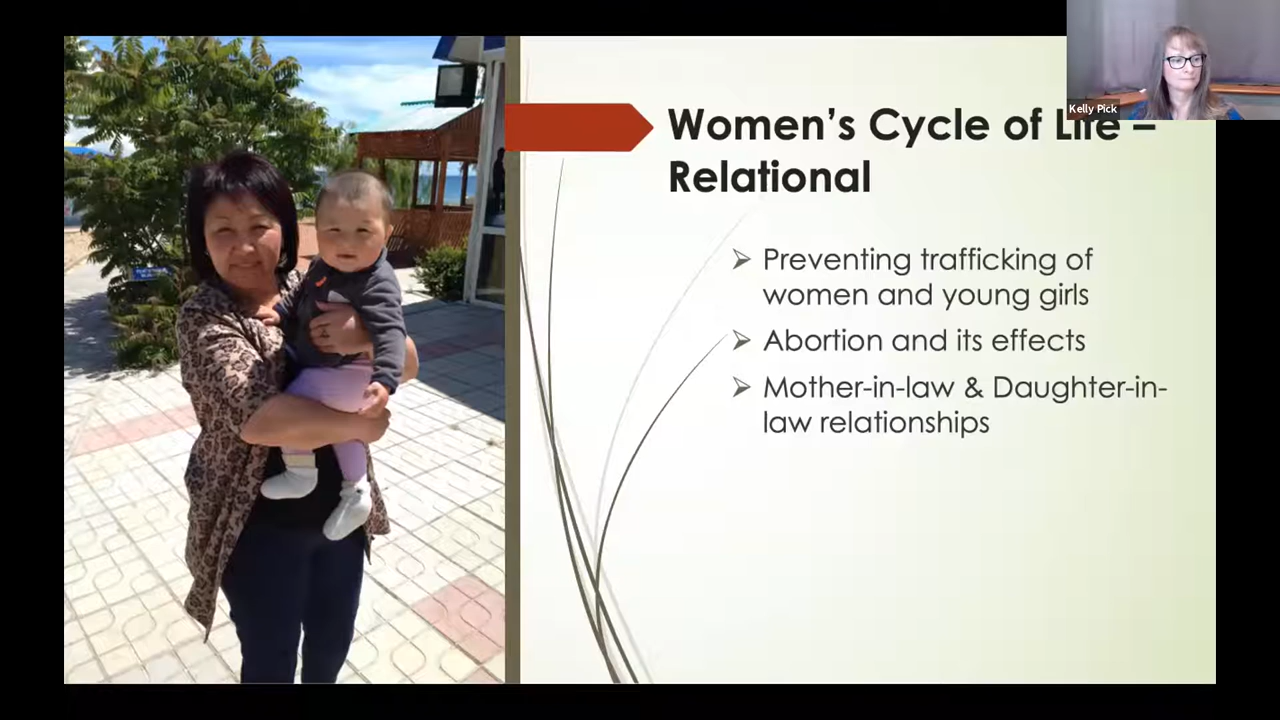 Kelly Pick
Women's Cycle of Life –
Relational
Preventing trafficking of
women and young girls
Abortion and its effects
Mother-in-law & Daughter-in-
law relationships